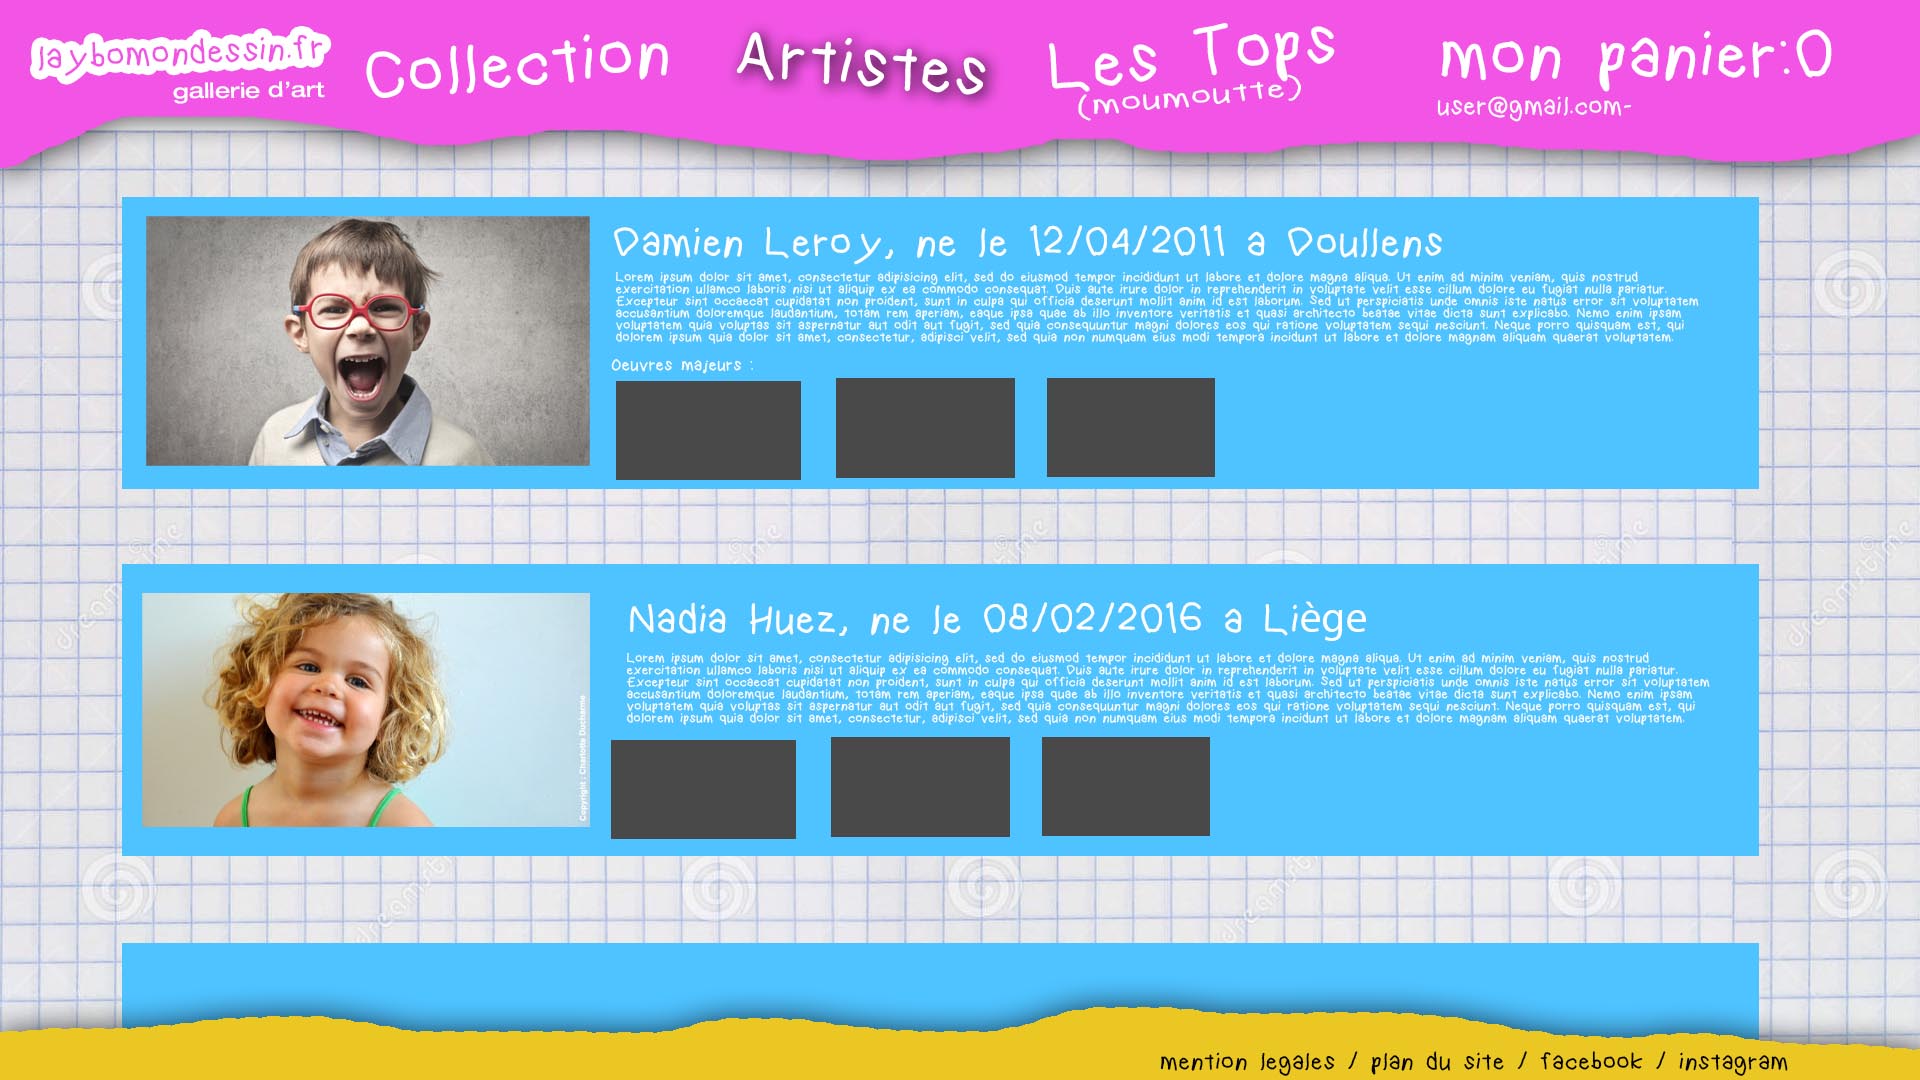 laybomondessin.fr
gallerie d'art
Collection
Artistes
Les Tops
(moumoutte)
mon panier:0
user@gmail.com-
Damien Leroy, ne le 12/04/2011 a Doullens
Lorem ipsum dolor sit amet, consectetur adipisicing elit, sed do eiusmod tempor incididunt ut labore et dolore magna aliqua. Ut enim ad minim veniam, quis nostrud
exercitation ullamco laboris nisi ut aliquip ex ea commodo consequat. Duis aute irure dolor in reprehenderit in voluptate velit esse cillum dolore eu fugiat nulla pariatur.
Excepteur sint occaecat cupidatat non proident, sunt in culpa qui officia deserunt mollit anim id est laborum. Sed ut perspiciatis unde omnis iste natus error sit voluptatem
accusantium doloremque laudantium, totam rem aperiam, eaque ipsa quae ab illo inventore veritatis et quasi architecto beatae vitae dicta sunt explicabo. Nemo enim ipsam
voluptatem quia voluptas sit aspernatur aut odit aut fugit, sed quia consequuntur magni dolores eos qui ratione voluptatem sequi nesciunt. Neque porro quisquam est, qui
dolorem ipsum quia dolor sit amet, consectetur, adipisci velit, sed quia non numquam eius modi tempora incidunt ut labore et dolore magnam aliquam quaerat voluptatem.
Oeuvres majeurs :
Nadia Huez, ne le 08/02/2016 a Liège
Lorem ipsum dolor sit amet, consectetur adipisicing elit, sed do eiusmod tempor incididunt ut labore et dolore magna aliqua. Ut enim ad minim veniam, quis nostrud
exercitation ullamco laboris nisi ut aliquip ex ea commodo consequat. Duis aute irure dolor in reprehenderit in voluptate velit esse cillum dolore eu fugiat nulla pariatur.
Excepteur sint occaecat cupidatat non proident, sunt in culpa qui officia deserunt mollit anim id est laborum. Sed ut perspiciatis unde omnis iste natus error sit voluptatem
accusantium doloremque laudantium, totam rem aperiam, eaque ipsa quae ab illo inventore veritatis et quasi architecto beatae vitae dicta sunt explicabo. Nemo enim ipsam
voluptatem quia voluptas sit aspernatur aut odit aut fugit, sed quia consequuntur magni dolores eos qui ratione voluptatem sequi nesciunt. Neque porro quisquam est, qui
dolorem ipsum quia dolor sit amet, consectetur, adipisci velit, sed quia non numquam eius modi tempora incidunt ut labore et dolore magnam aliquam quaerat voluptatem.
Copyright : Charlotte Ducharme
dreamstime
mention legales / plan du site / facebook / instagram